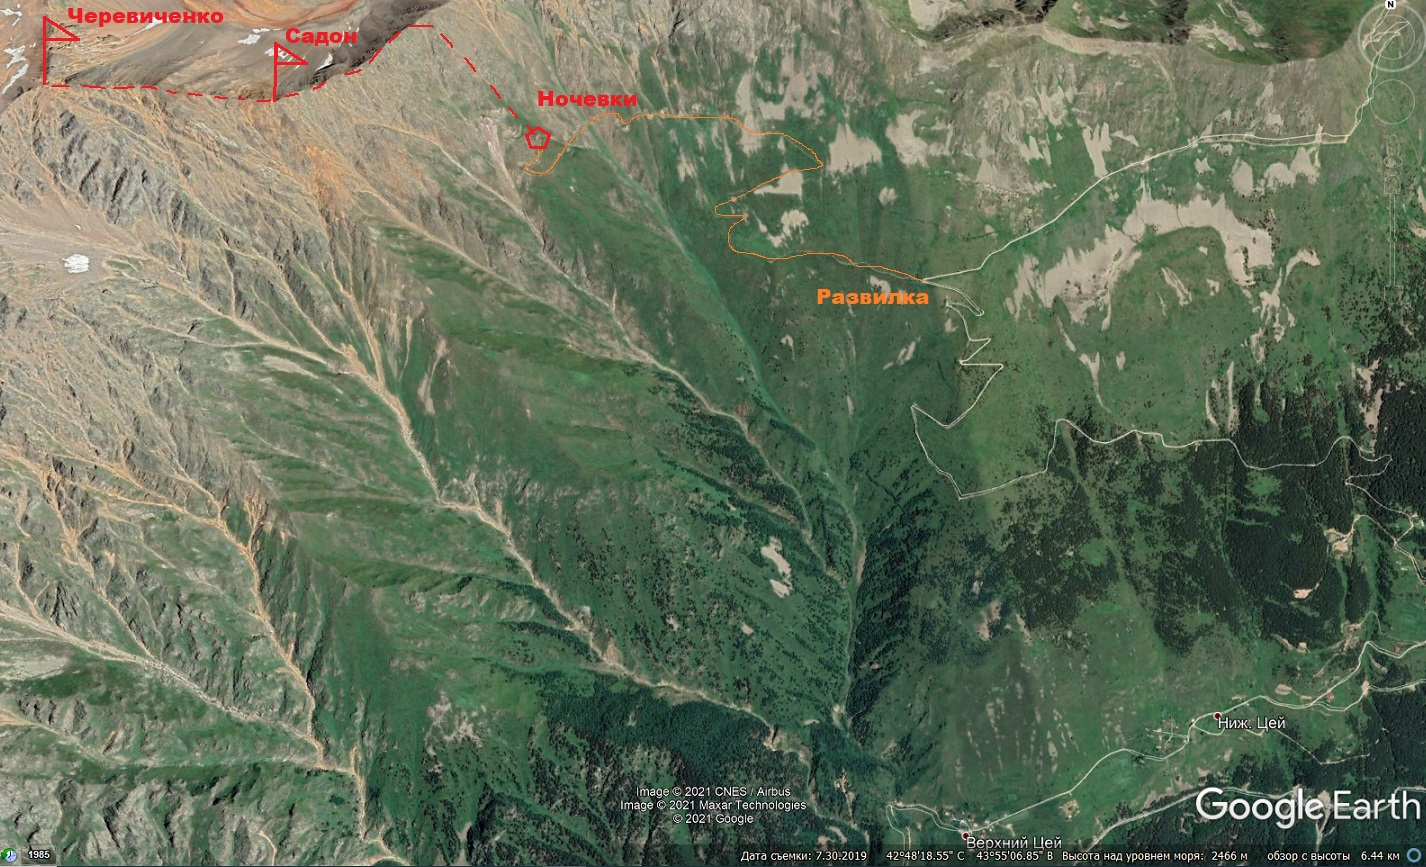 Черевиченко
Садон
N
Ночевки
Развилка
Ниж. Цей
Image © 2021 CNES / Airbus
Image © 2021 Maxar Technologies
© 2021 Google
Google Earth
Верхний Цей
1985
Дата съемки: 7.30.2019 42°48'18.55" С 43°55'06.85" В Высота над уровнем моря: 2466 м обзор с высоты 6.44 км